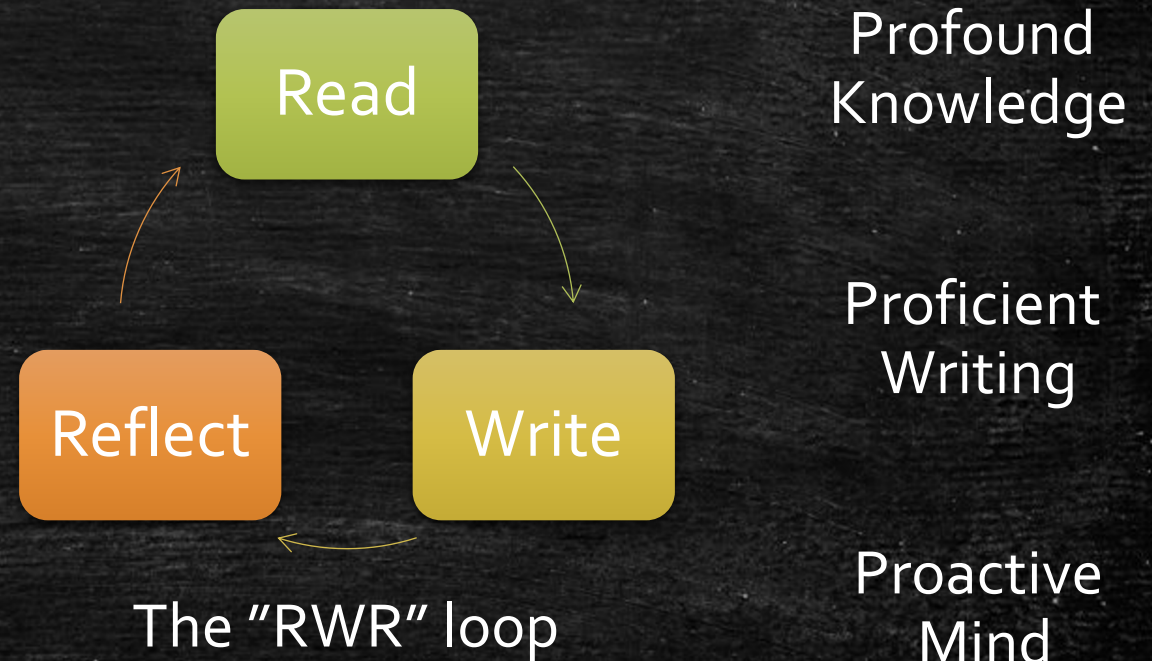 Read
Reflect
Write
The "RWR" loop
Profound
Knowledge
Proficient
Writing
Proactive
Mind